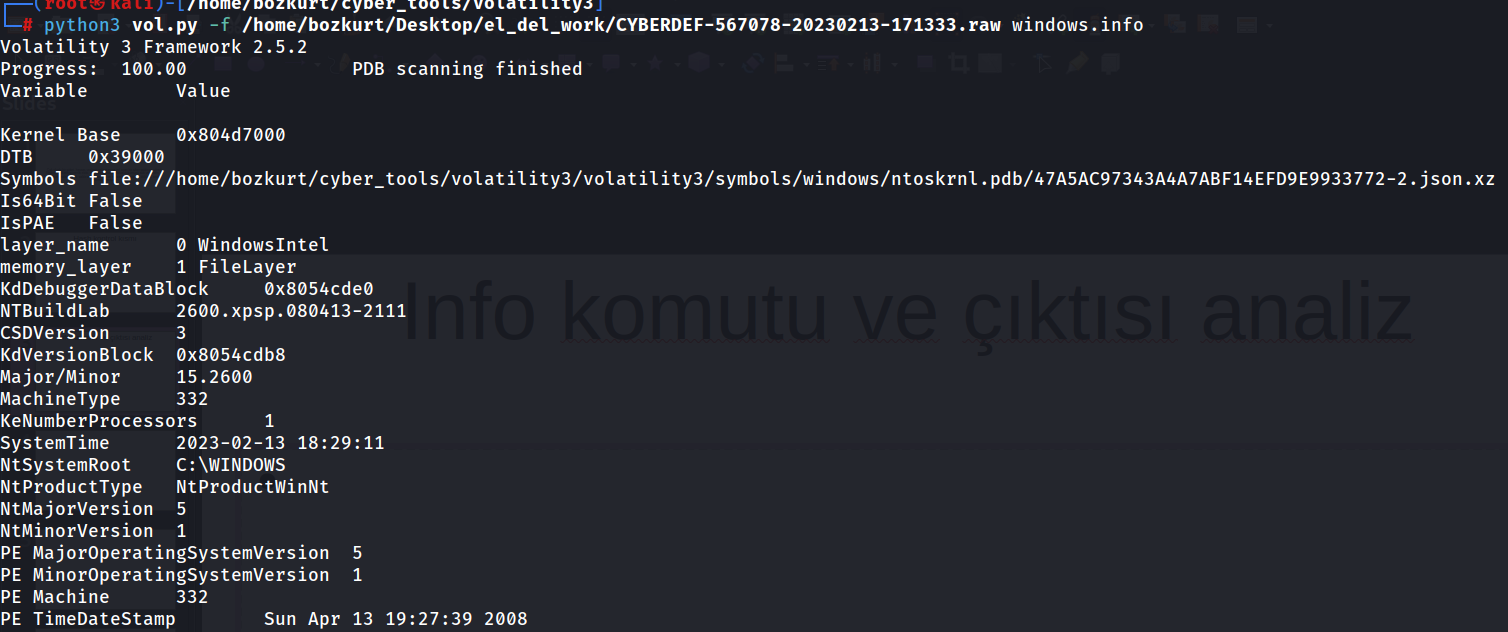 ┌──(root㉿kali)-[/home/bozkurt/cyber_tools/volatility3]
└─# python3 vol.py -f /home/bozkurt/Desktop/el_del_work/CYBERDEF-567078-20230213-171333.raw windows.info
Volatility 3 Framework 2.5.2
Progress:  100.00               PDB scanning finished
Variable        Value
Slides
Kernel Base     0x804d7000
DTB     0x39000
Symbols file:///home/bozkurt/cyber_tools/volatility3/volatility3/symbols/windows/ntoskrnl.pdb/47A5AC97343A4A7ABF14EFD9E9933772-2.json.xz
Is64Bit False
IsPAE   False
layer_name      0 WindowsIntel
memory_layer    1 FileLayer
KdDebuggerDataBlock     0x8054cde0
NTBuildLab      2600.xpsp.080413-2111
Info komutu ve çıktısı analiz
CSDVersion      3
KdVersionBlock  0x8054cdb8
Major/Minor     15.2600
MachineType     332
KeNumberProcessors      1
SystemTime      2023-02-13 18:29:11
NtSystemRoot    C:\WINDOWS
NtProductType   NtProductWinNt
NtMajorVersion  5
NtMinorVersion  1
PE MajorOperatingSystemVersion  5
PE MinorOperatingSystemVersion  1
PE Machine      332
PE TimeDateStamp        Sun Apr 13 19:27:39 2008